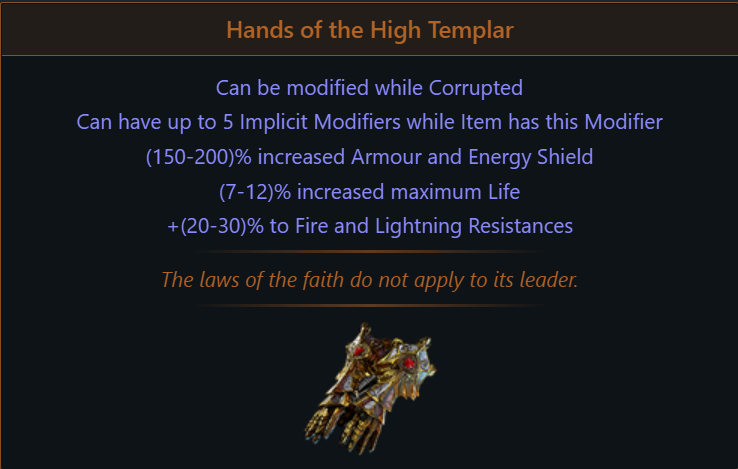 Hands of the High Templar
Can be modified while Corrupted
Can have up to 5 Implicit Modifiers while Item has this Modifier
(150-200)% increased Armour and Energy Shield
(7-12)% increased maximum Life
+(20-30)% to Fire and Lightning Resistances
The laws of the faith do not apply to its leader.